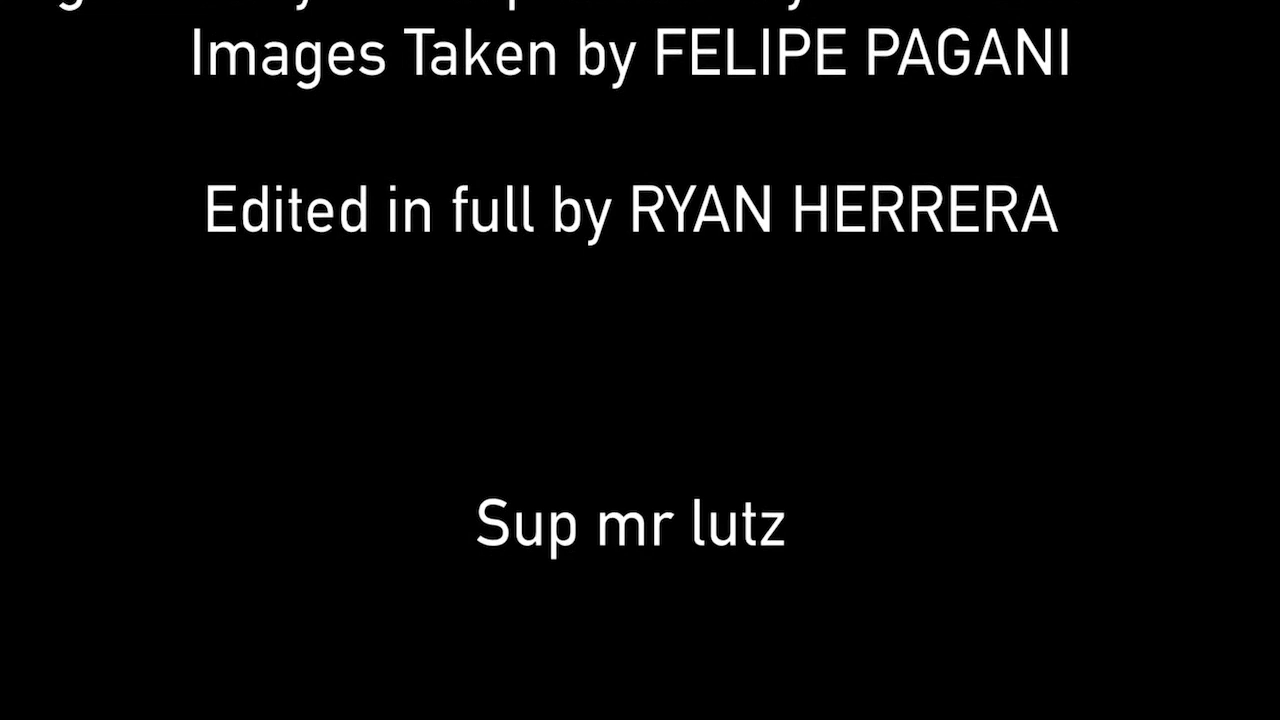 Images Taken by FELIPE PAGANI
Edited in full by RYAN HERRERA
Sup mr lutz